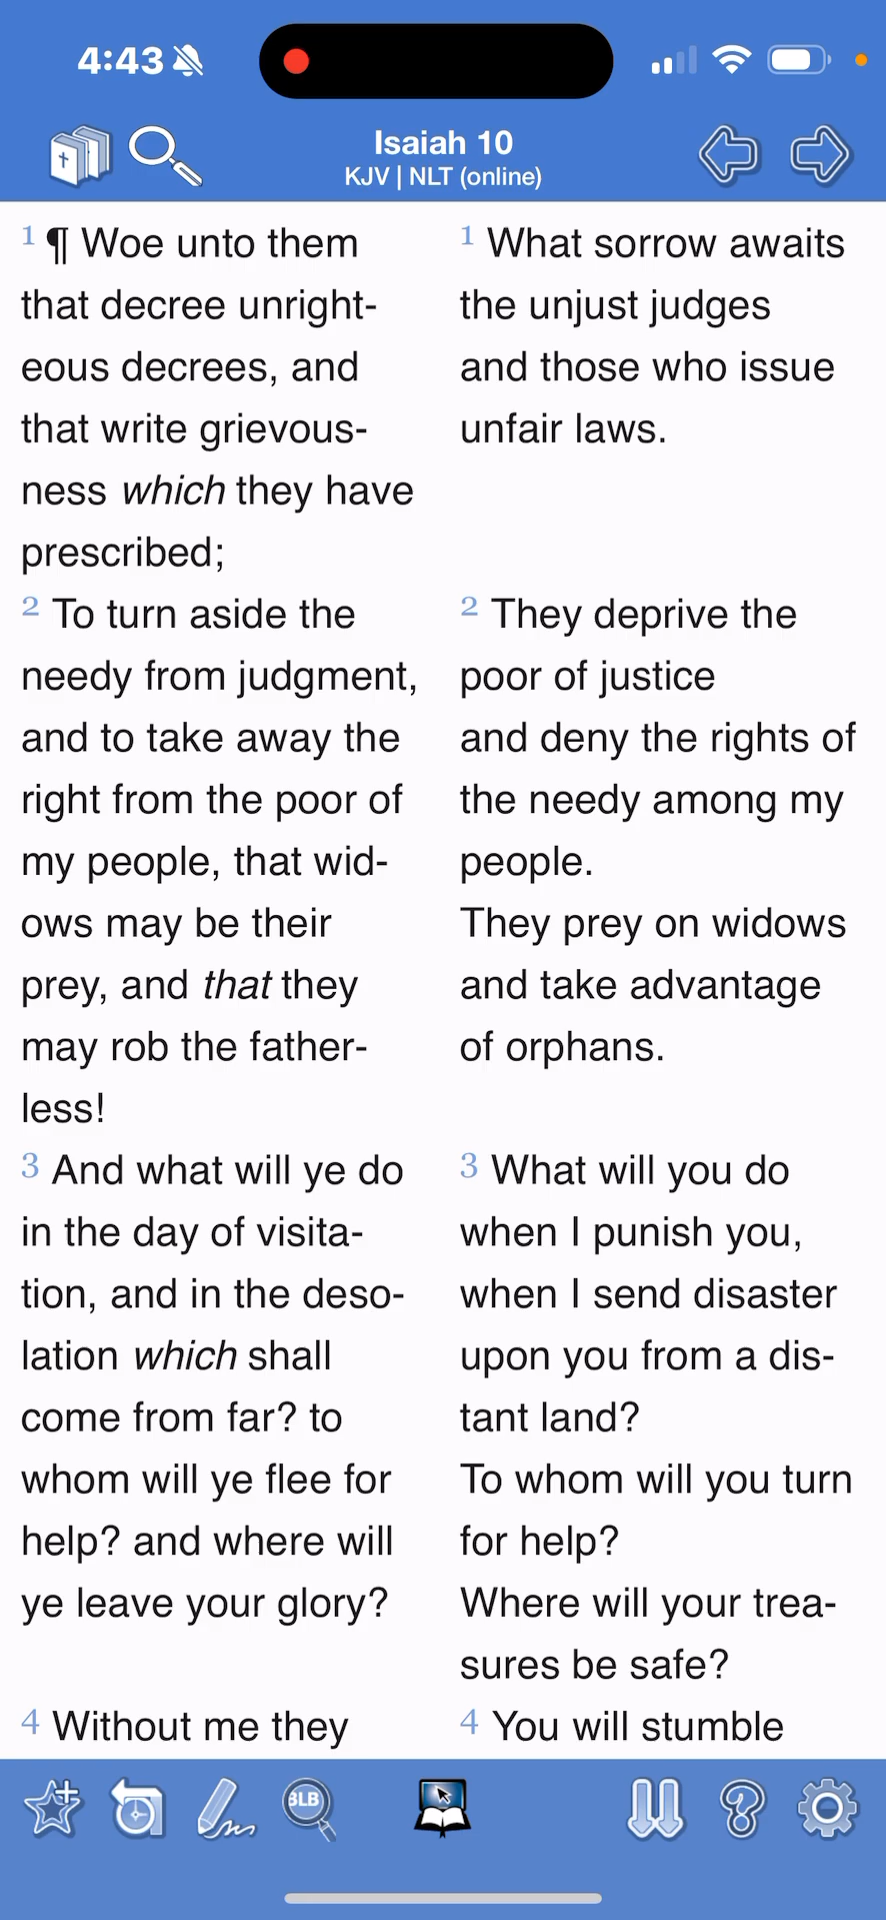 4:43
Isaiah 10
KJV | NLT (online)
1 ¶ Woe unto them
that decree unright-
eous decrees, and
that write grievous-
ness which they have
prescribed;
2 To turn aside the
needy from judgment,
and to take away the
right from the poor of
my people, that wid-
ows may be their
prey, and that they
may rob the father-
less!
3 And what will ye do
in the day of visita-
tion, and in the deso-
lation which shall
come from far? to
whom will ye flee for
help? and where will
ye leave your glory?
4 Without me they
1 What sorrow awaits
the unjust judges
and those who issue
unfair laws.
2 They deprive the
poor of justice
and deny the rights of
the needy among my
people.
They prey on widows
and take advantage
of orphans.
3 What will you do
when I punish you,
when I send disaster
upon you from a dis-
tant land?
To whom will you turn
for help?
Where will your trea-
sures be safe?
4 You will stumble
BLB